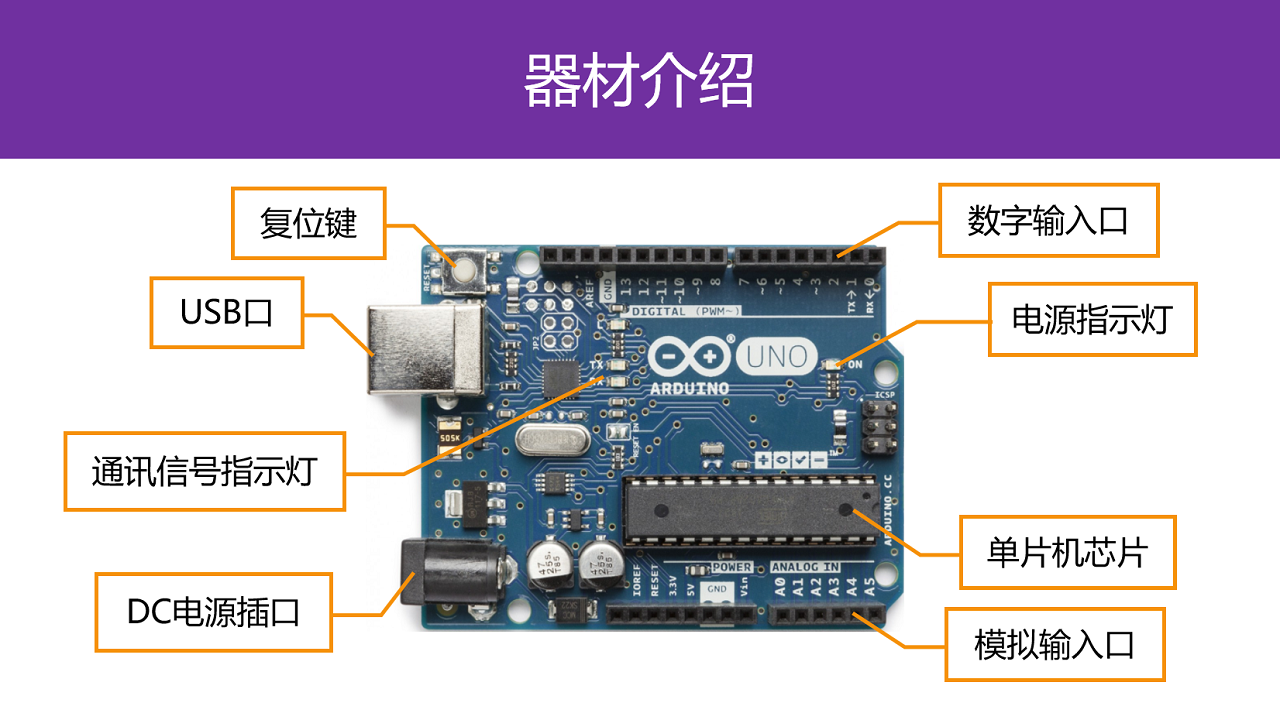 器材介绍
复位键
数字输入口
USB口
电源指示灯
通讯信号指示灯
单片机芯片
DC电源插口
模拟输入口
RESET
AREF
GND
13
12
~11
~10
~9
8
7
~6
~5
4
~3
2
TX→1
RX←0
DIGITAL (PWM~)
JP2
TX
RX
UNO
ARDUINO
ON
ICSP
505K
RESET EN
ARDUINO.CC
IOREF
RESET
3.3V
5V
GND
Vin
POWER
ANALOG IN
A0
A1
A2
A3
A4
A5